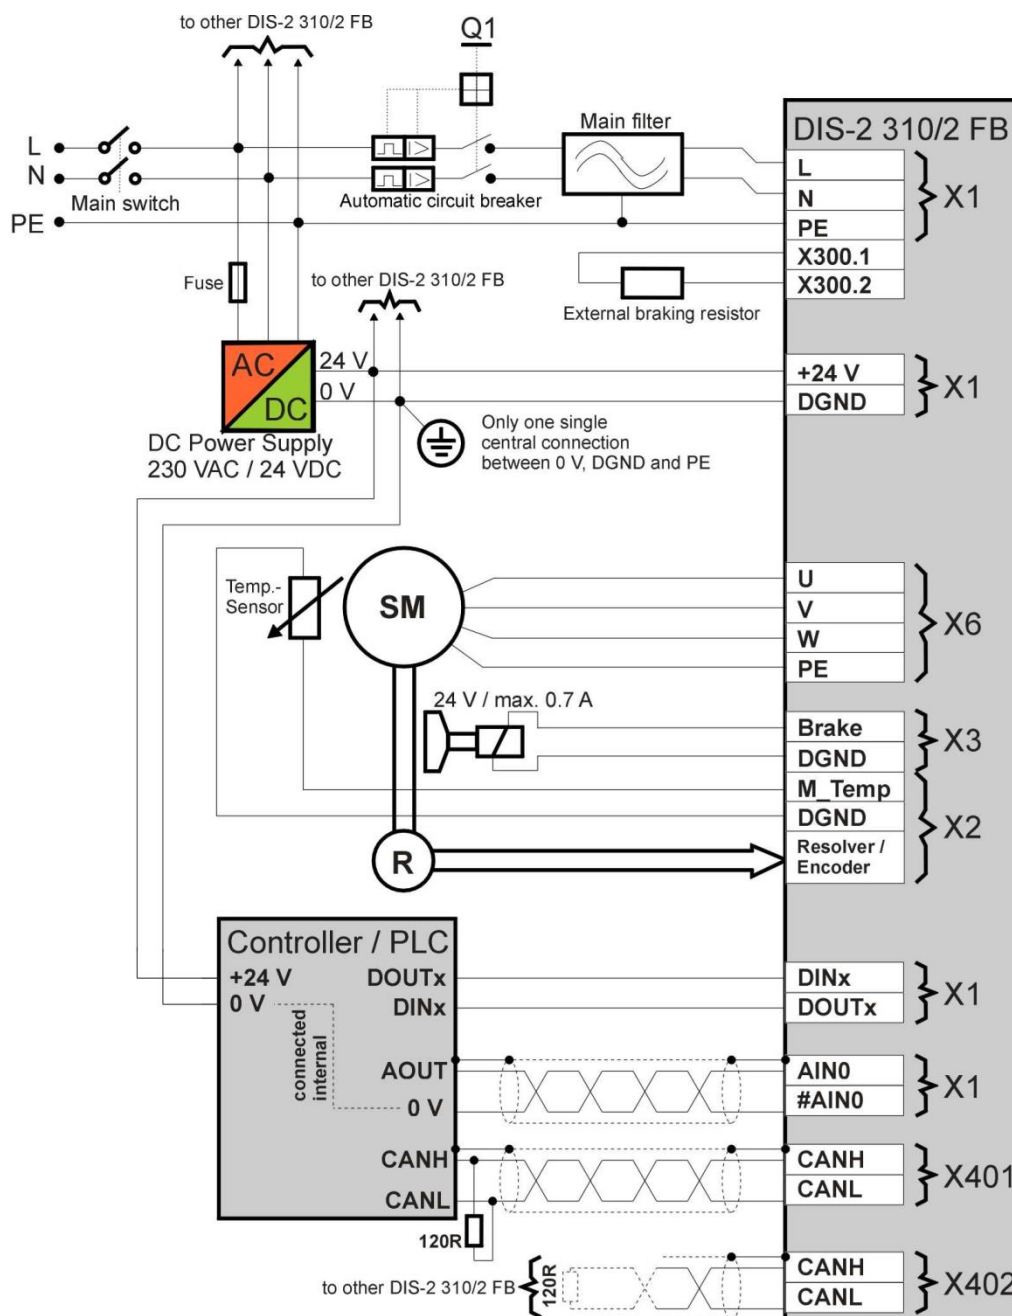 to other DIS-2 310/2 FB
Q1
DIS-2 310/2 FB
Main filter
L
N
PE
Main switch
Automatic circuit breaker
L
N
PE
X1
X300.1
X300.2
External braking resistor
Fuse
to other DIS-2 310/2 FB
AC
DC
24 V
0 V
DC Power Supply
230 VAC / 24 VDC
+24 V
DGND
X1
Only one single
central connection
between 0 V, DGND and PE
Temp.-
Sensor
SM
U
V
W
PE
X6
24 V / max. 0.7 A
Brake
DGND
X3
M_Temp
DGND
Resolver /
Encoder
X2
R
Controller / PLC
+24 V
0 V
DOUTx
DINx
connected
internal
AOUT
0 V
CANH
CANL
120R
DINx
DOUTx
X1
AIN0
#AIN0
X1
CANH
CANL
X401
to other DIS-2 310/2 FB
120R
CANH
CANL
X402